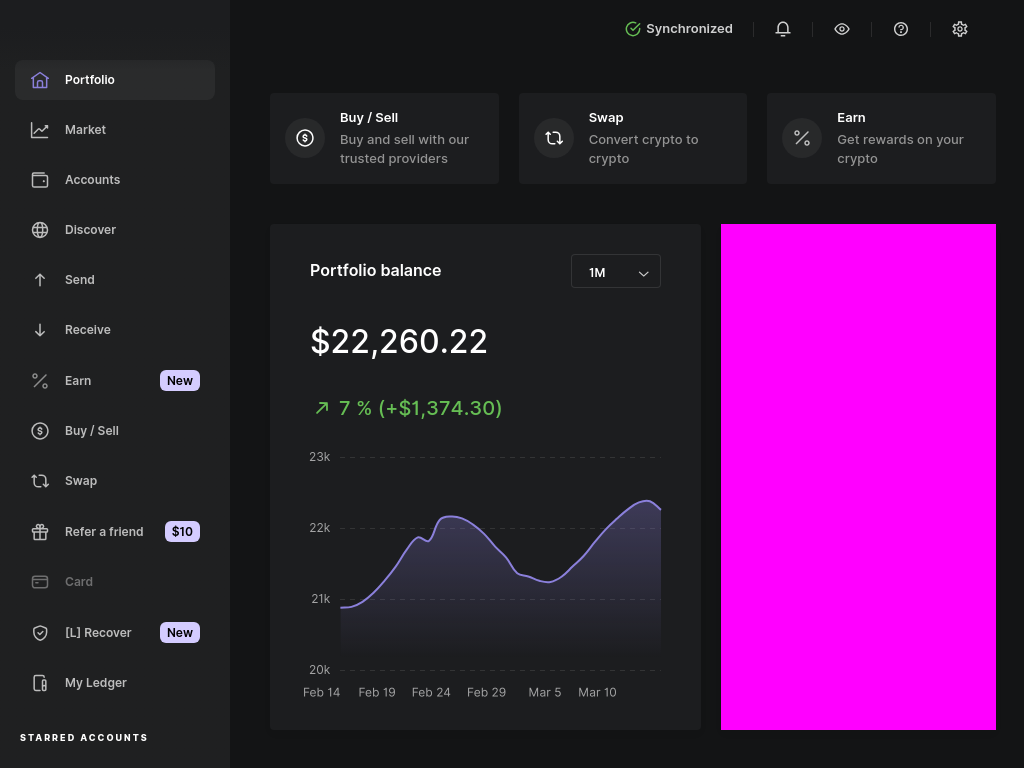 Synchronized
Portfolio
Market
Accounts
Discover
Send
Receive
Earn New
Buy / Sell
Swap
Refer a friend $10
Card
[L] Recover New
My Ledger
STARRED ACCOUNTS
Buy / Sell
Buy and sell with our
trusted providers
Swap
Convert crypto to
crypto
Earn
Get rewards on your
crypto
Portfolio balance
1M
$22,260.22
7 % (+$1,374.30)
23k
22k
21k
20k
Feb 14 Feb 19 Feb 24 Feb 29 Mar 5 Mar 10